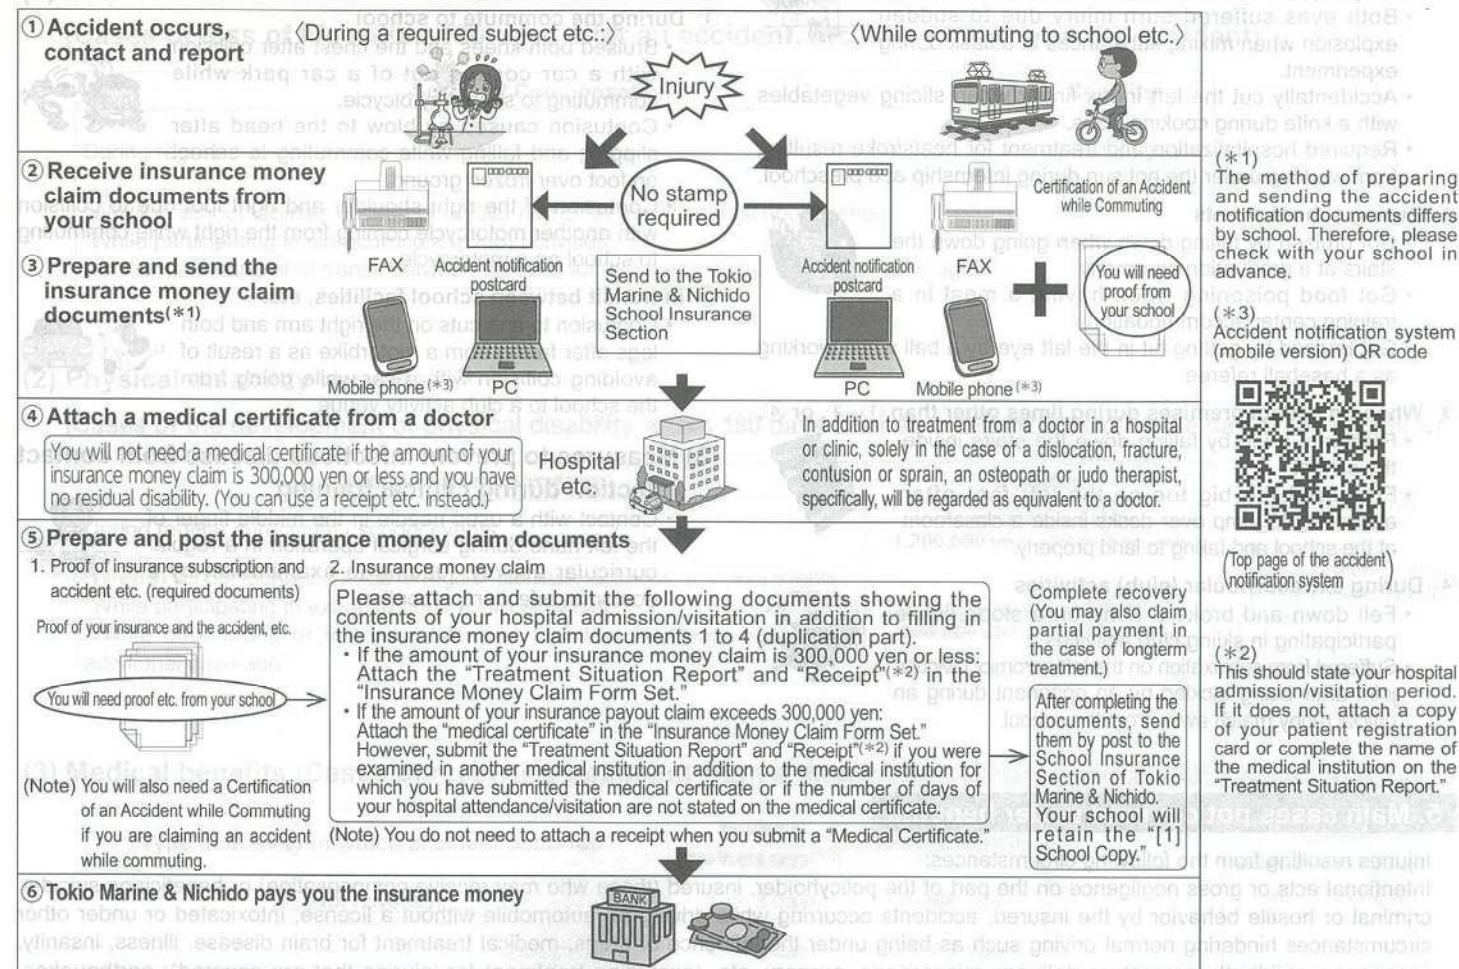 ① Accident occurs,
contact and report
〈During a required subject etc.:〉
Injury
〈While commuting to school etc.〉
② Receive insurance money
claim documents from
your school
③ Prepare and send the
insurance money claim
documents(*1)
FAX
Accident notification
postcard
Mobile phone (*3)
PC
No stamp
required
Send to the Tokio
Marine & Nichido
School Insurance
Section
Accident notification
postcard
FAX
PC
Mobile phone (*3)
Certification of an Accident
while Commuting
You will need
proof from
your school
④ Attach a medical certificate from a doctor
You will not need a medical certificate if the amount of your
insurance money claim is 300,000 yen or less and you have
no residual disability. (You can use a receipt etc. instead.)
Hospital
etc.
In addition to treatment from a doctor in a hospital
or clinic, solely in the case of a dislocation, fracture,
contusion or sprain, an osteopath or judo therapist,
specifically, will be regarded as equivalent to a doctor.
⑤ Prepare and post the insurance money claim documents
1. Proof of insurance subscription and
accident etc. (required documents)
Proof of your insurance and the accident, etc.
You will need proof etc. from your school
(Note) You will also need a Certification
of an Accident while Commuting
if you are claiming an accident
while commuting.
2. Insurance money claim
Please attach and submit the following documents showing the
contents of your hospital admission/visitation in addition to filling in
the insurance money claim documents 1 to 4 (duplication part).
・If the amount of your insurance money claim is 300,000 yen or less:
Attach the “Treatment Situation Report” and “Receipt”(*2) in the
“Insurance Money Claim Form Set.”
・If the amount of your insurance payout claim exceeds 300,000 yen:
Attach the “medical certificate” in the “Insurance Money Claim Form Set.”
However, submit the “Treatment Situation Report” and “Receipt”(*2) if you were
examined in another medical institution in addition to the medical institution for
which you have submitted the medical certificate or if the number of days of
your hospital attendance/visitation are not stated on the medical certificate.
(Note) You do not need to attach a receipt when you submit a “Medical Certificate.”
Complete recovery
(You may also claim
partial payment in
the case of longterm
treatment.)
After completing the
documents, send
them by post to the
School Insurance
Section of Tokio
Marine & Nichido.
Your school will
retain the “[1]
School Copy.”
⑥ Tokio Marine & Nichido pays you the insurance money
BANK
(*1)
The method of preparing
and sending the accident
notification documents differs
by school. Therefore, please
check with your school in
advance.
(*3)
Accident notification system
(mobile version) QR code
(Top page of the accident
notification system)
(*2)
This should state your hospital
admission/visitation period.
If it does not, attach a copy
of your patient registration
card or complete the name of
the medical institution on the
“Treatment Situation Report.”